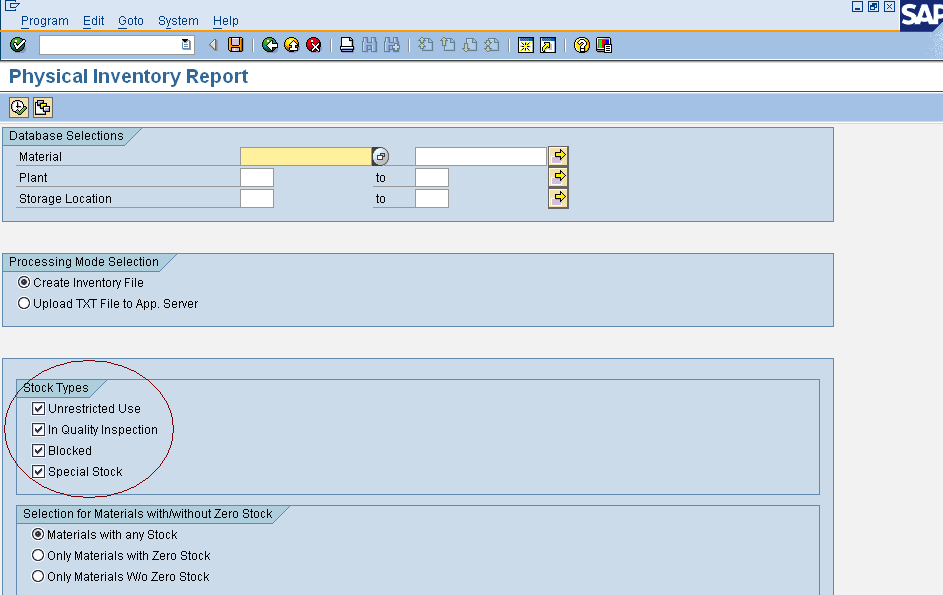 Program Edit Goto System Help
SAP
Physical Inventory Report
Database Selections
Material
Plant to
Storage Location to
Processing Mode Selection
Create Inventory File
Upload TXT File to App. Server
Stock Types
Unrestricted Use
In Quality Inspection
Blocked
Special Stock
Selection for Materials with/without Zero Stock
Materials with any Stock
Only Materials with Zero Stock
Only Materials W/o Zero Stock